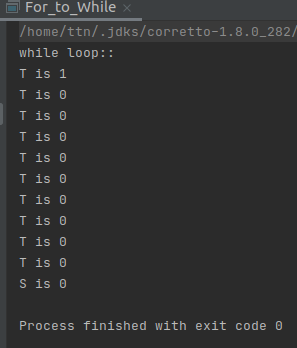 For_to_While ×
/home/ttn/.jdks/corretto-1.8.0_282/
while loop::
T is 1
T is 0
T is 0
T is 0
T is 0
T is 0
T is 0
T is 0
T is 0
T is 0
S is 0
Process finished with exit code 0